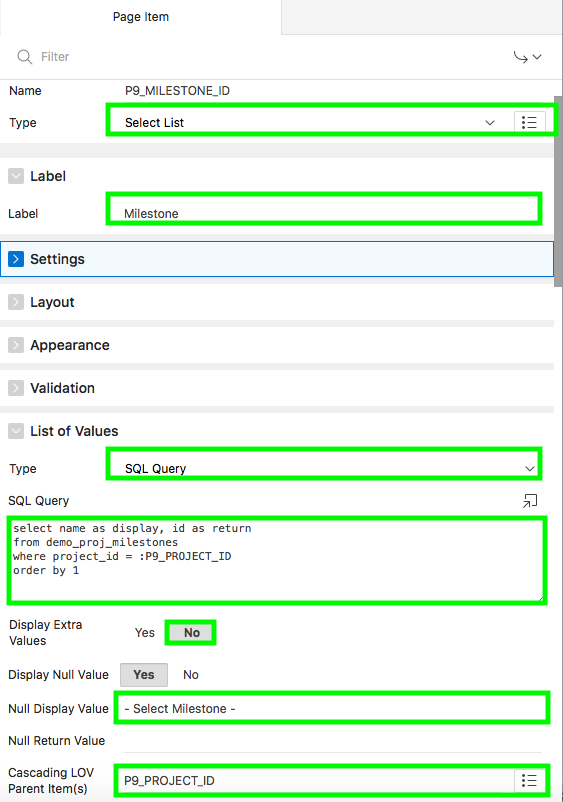 Page Item
Filter
Name P9_MILESTONE_ID
Type Select List
Label
Label Milestone
Settings
Layout
Appearance
Validation
List of Values
Type SQL Query
SQL Query
select name as display, id as return
from demo_proj_milestones
where project_id = :P9_PROJECT_ID
order by 1
Display Extra Values Yes No
Display Null Value Yes No
Null Display Value - Select Milestone -
Null Return Value
Cascading LOV Parent Item(s) P9_PROJECT_ID